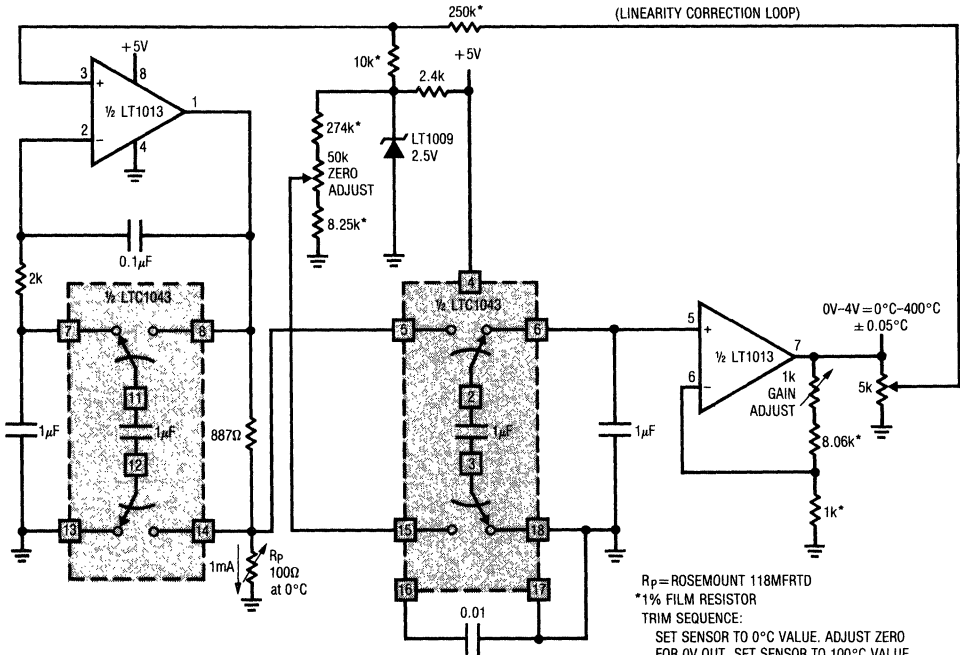 250k*
(LINEARITY CORRECTION LOOP)
+5V
10k*
+5V
2.4k
3
+
8
½ LT1013
1
2
−
4
274k*
LT1009
2.5V
50k
ZERO
ADJUST
8.25k*
0.1µF
2k
½ LTC1043
4
½ LTC1043
7
8
5
6
5
+
0V–4V = 0°C–400°C
± 0.05°C
½ LT1013
7
6
−
1k
GAIN
ADJUST
5k
11
2
1µF
1µF
887Ω
1µF
1µF
8.06k*
12
3
1k*
13
14
15
18
1mA
RP
100Ω
at 0°C
16
17
0.01
RP = ROSEMOUNT 118MFRTD
*1% FILM RESISTOR
TRIM SEQUENCE:
SET SENSOR TO 0°C VALUE. ADJUST ZERO
FOR 0V OUT. SET SENSOR TO 100°C VALUE.